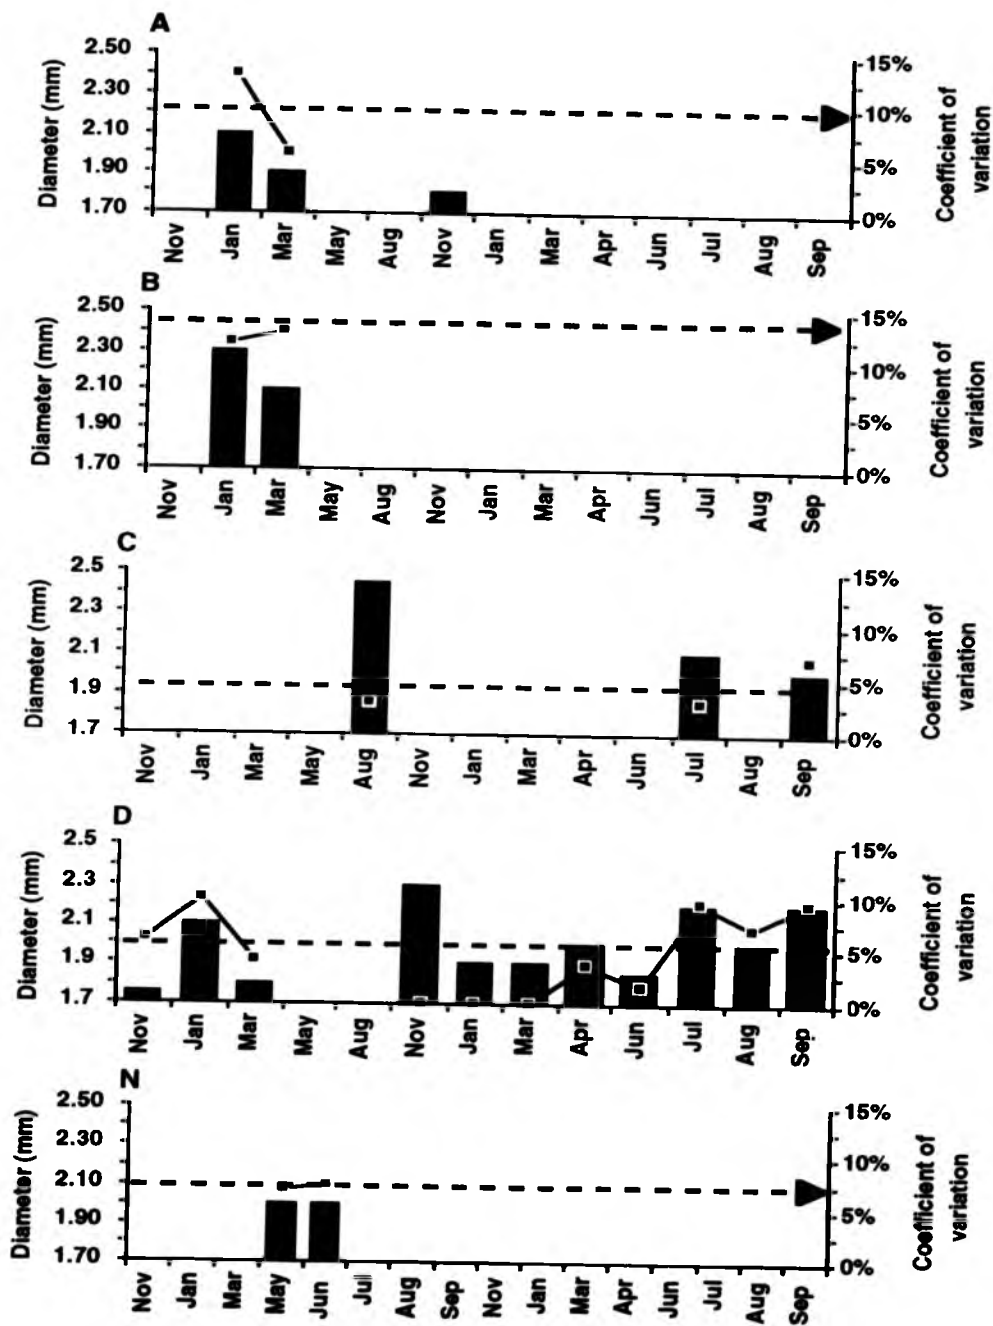 A
2.50
2.30
2.10
1.90
1.70
Diameter (mm)
15%
10%
5%
0%
Coefficient of
variation
Nov Jan Mar May Aug Nov Jan Mar Apr Jun Jul Aug Sep
B
2.50
2.30
2.10
1.90
1.70
Diameter (mm)
15%
10%
5%
0%
Coefficient of
variation
Nov Jan Mar May Aug Nov Jan Mar Apr Jun Jul Aug Sep
C
2.5
2.3
2.1
1.9
1.7
Diameter (mm)
15%
10%
5%
0%
Coefficient of
variation
Nov Jan Mar May Aug Nov Jan Mar Apr Jun Jul Aug Sep
D
2.5
2.3
2.1
1.9
1.7
Diameter (mm)
15%
10%
5%
0%
Coefficient of
variation
Nov Jan Mar May Aug Nov Jan Mar Apr Jun Jul Aug Sep
N
2.50
2.30
2.10
1.90
1.70
Diameter (mm)
15%
10%
5%
0%
Coefficient of
variation
Nov Jan Mar May Jun Jul Aug Sep Nov Jan Mar Apr Jun Jul Aug Sep